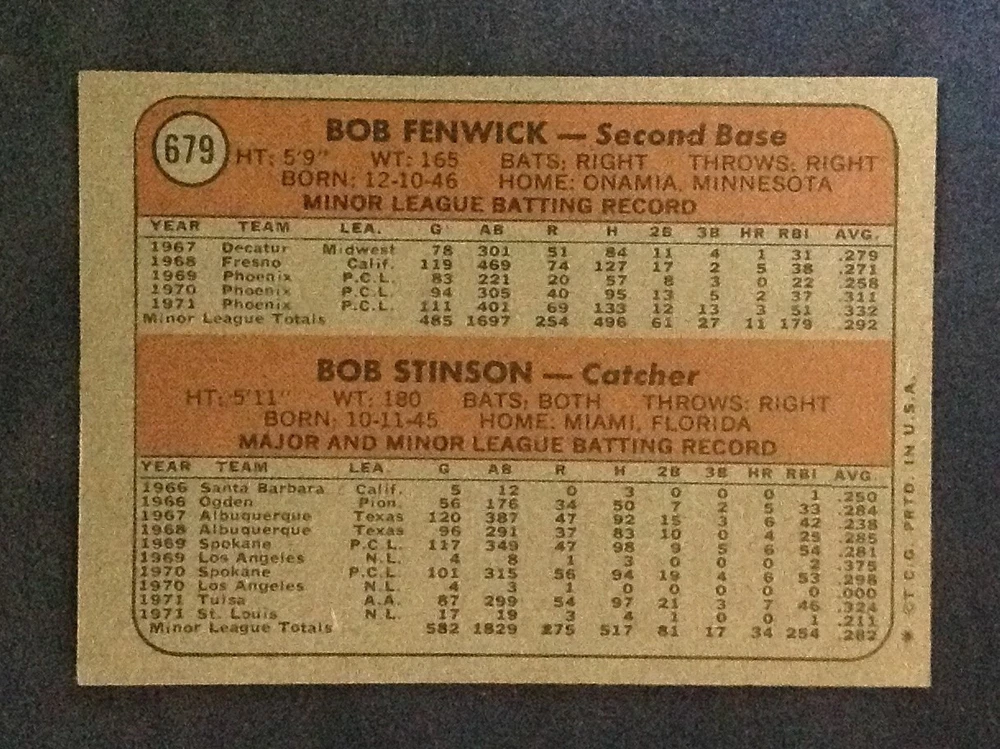 679
BOB FENWICK — Second Base
HT: 5'9" WT: 165 BATS: RIGHT THROWS: RIGHT
BORN: 12-10-46 HOME: ONAMIA, MINNESOTA
MINOR LEAGUE BATTING RECORD
YEAR TEAM LEA. G AB R H 2B 3B HR RBI AVG.
1967 Decatur Midwest 78 301 51 84 11 4 1 31 .279
1968 Fresno Calif. 119 469 74 127 17 2 5 38 .271
1969 Phoenix P.C.L. 83 221 20 57 8 3 0 22 .258
1970 Phoenix P.C.L. 94 305 40 95 13 5 2 37 .311
1971 Phoenix P.C.L. 111 401 69 133 12 13 3 51 .332
Minor League Totals 485 1697 254 496 61 27 11 179 .292
BOB STINSON — Catcher
HT: 5'11" WT: 180 BATS: BOTH THROWS: RIGHT
BORN: 10-11-45 HOME: MIAMI, FLORIDA
MAJOR AND MINOR LEAGUE BATTING RECORD
YEAR TEAM LEA. G AB R H 2B 3B HR RBI AVG
1966 Santa Barbara Calif. 5 12 0 3 0 0 0 1 .250
1966 Ogden Pion. 56 176 34 50 7 2 5 33 .284
1967 Albuquerque Texas 120 387 47 92 15 3 6 42 .238
1968 Albuquerque Texas 96 291 37 83 10 0 4 25 .285
1969 Spokane P.C.L. 117 349 47 98 9 5 6 54 .281
1969 Los Angeles N.L. 4 8 1 3 0 0 0 2 .375
1970 Spokane P.C.L. 101 315 56 94 19 4 6 53 .298
1970 Los Angeles N.L. 4 3 1 0 0 0 0 0 .000
1971 Tulsa A.A. 87 299 54 97 21 3 7 46 .324
1971 St. Louis N.L. 17 19 3 4 1 0 0 1 .211
Minor League Totals 582 1829 275 517 81 17 34 254 .282
* ©T.C.G. PRTD. IN U.S.A.